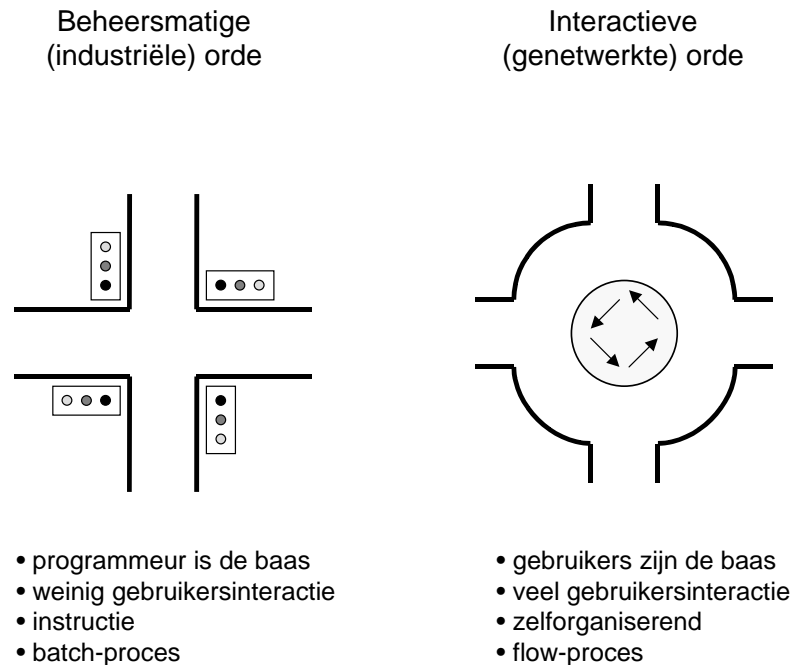 Beheersmatige
(industriële) orde
Interactieve
(genetwerkte) orde
• programmeur is de baas
• weinig gebruikersinteractie
• instructie
• batch-proces
• gebruikers zijn de baas
• veel gebruikersinteractie
• zelforganiserend
• flow-proces